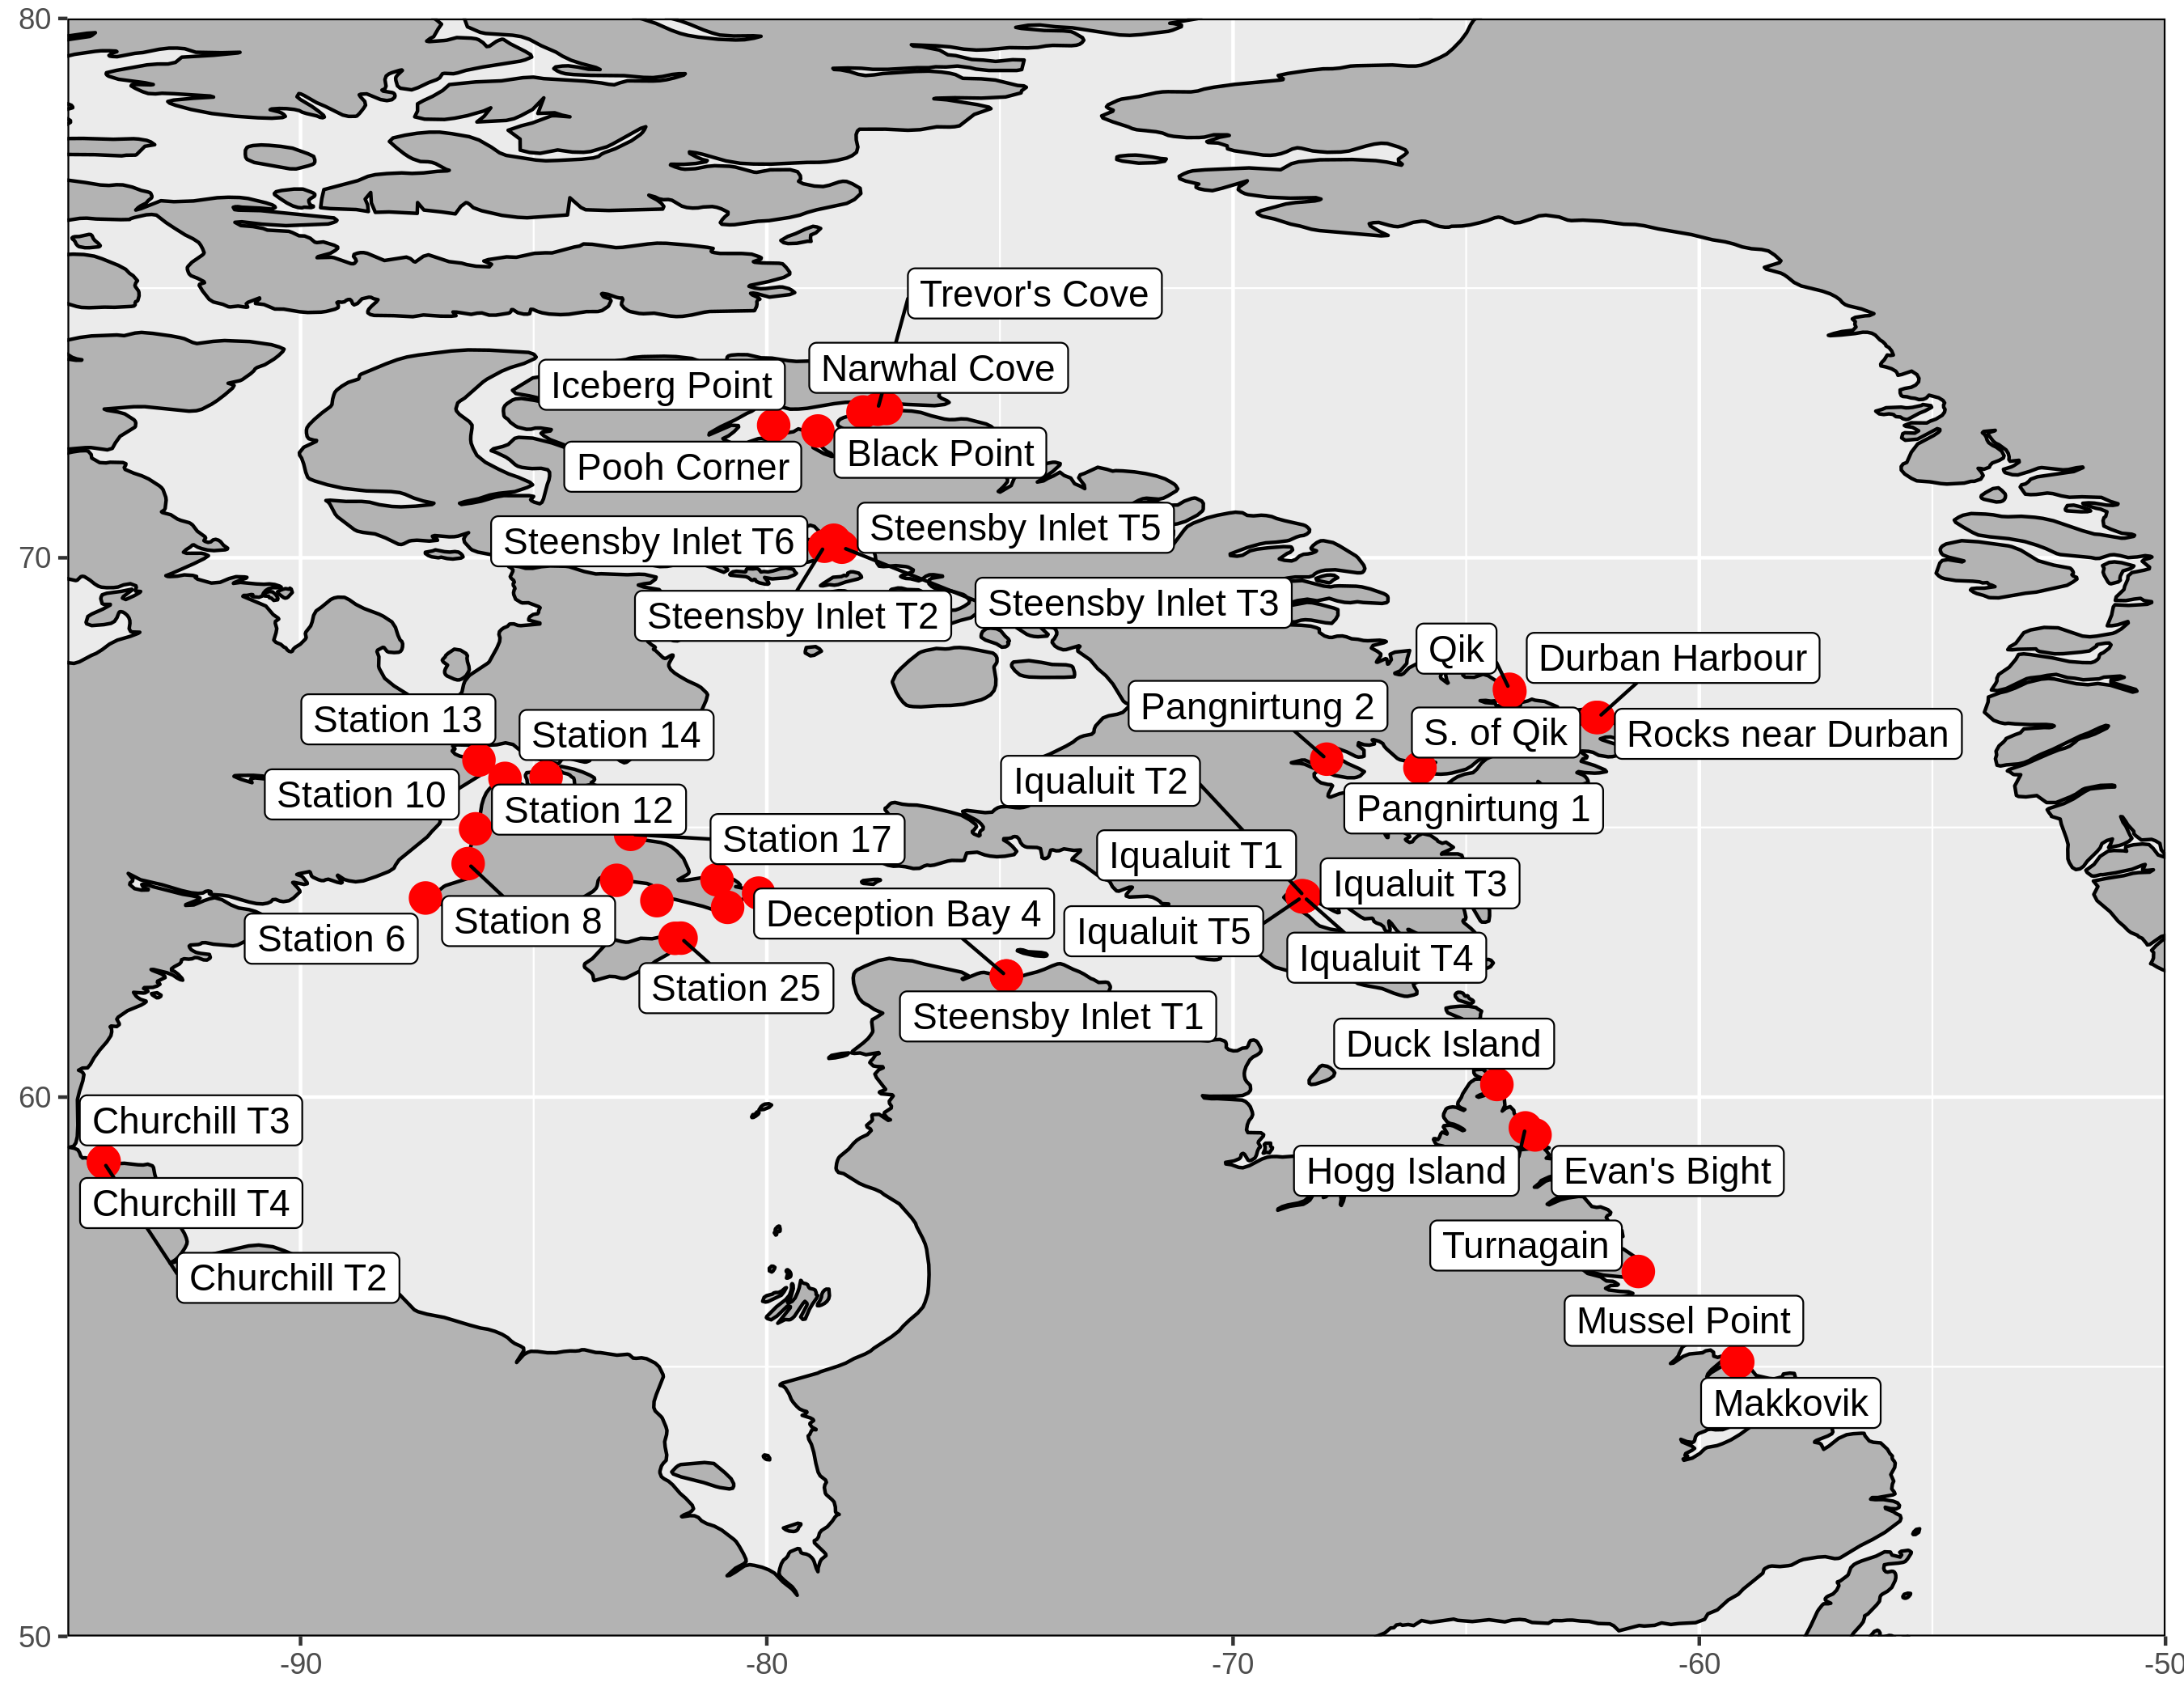 80
Trevor's Cove
Narwhal Cove
Iceberg Point
Black Point
Pooh Corner
Steensby Inlet T5
Steensby Inlet T6
70
Steensby Inlet T3
Steensby Inlet T2
Qik
Durban Harbour
Pangnirtung 2
Station 13
Station 14
S. of Qik
Rocks near Durban
Iqualuit T2
Station 10
Station 12
Pangnirtung 1
Station 17
Iqualuit T1
Iqualuit T3
Deception Bay 4
Station 8
Iqualuit T5
Station 6
Iqualuit T4
Station 25
Steensby Inlet T1
Duck Island
60
Churchill T3
Hogg Island
Evan's Bight
Churchill T4
Turnagain
Churchill T2
Mussel Point
Makkovik
50
-90
-80
-70
-60
-50